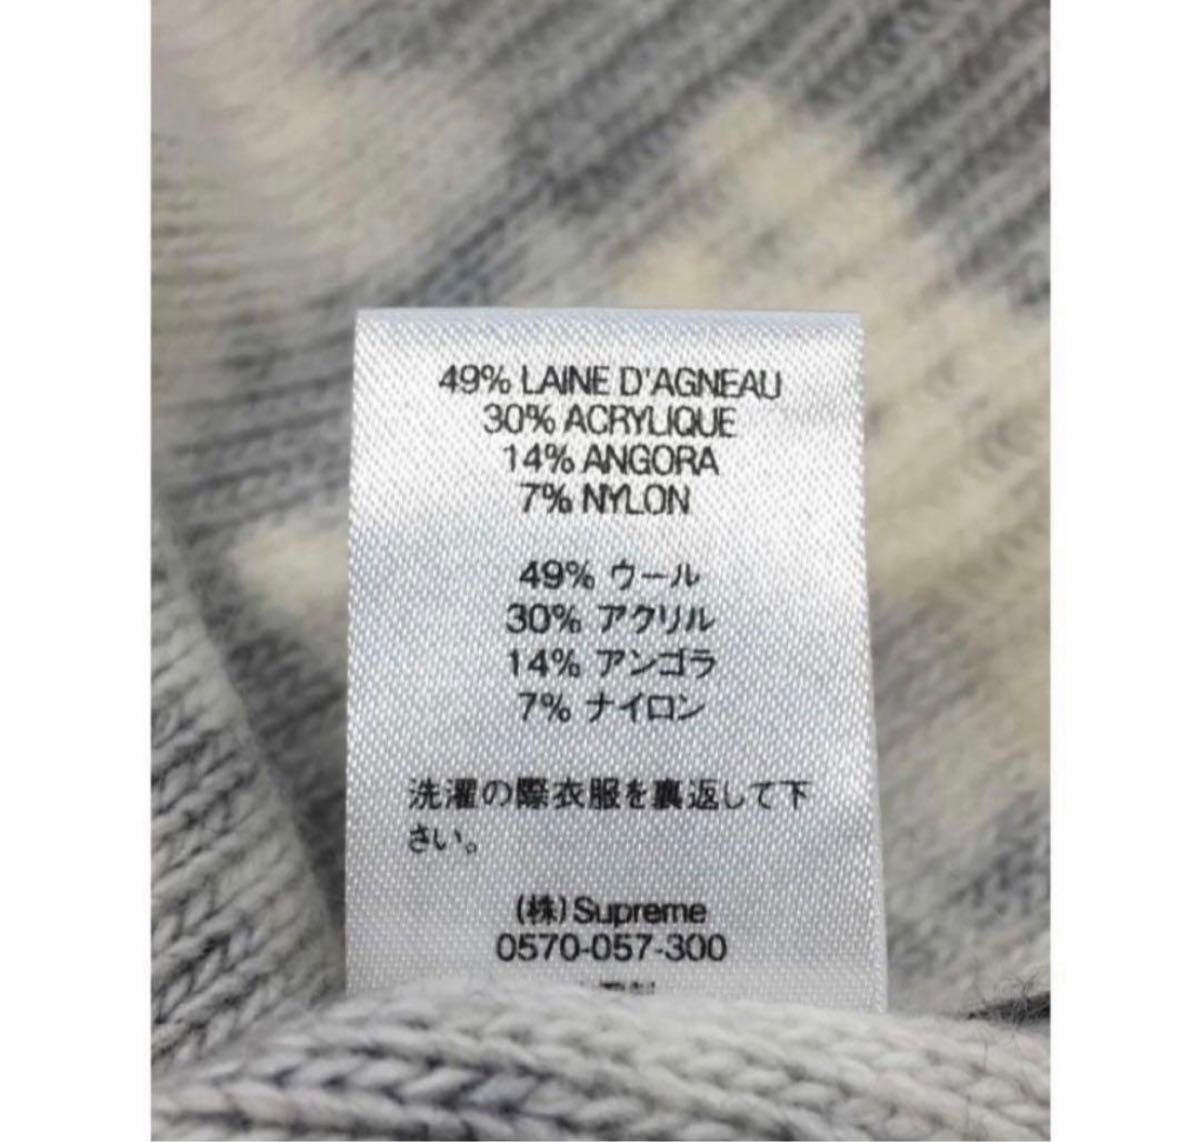 49% LAINE D'AGNEAU
30% ACRYLIQUE
14% ANGORA
7% NYLON
49% ウール
30% アクリル
14% アンゴラ
7% ナイロン
洗濯の際衣服を裏返して下
さい。
(株)Supreme
0570-057-300